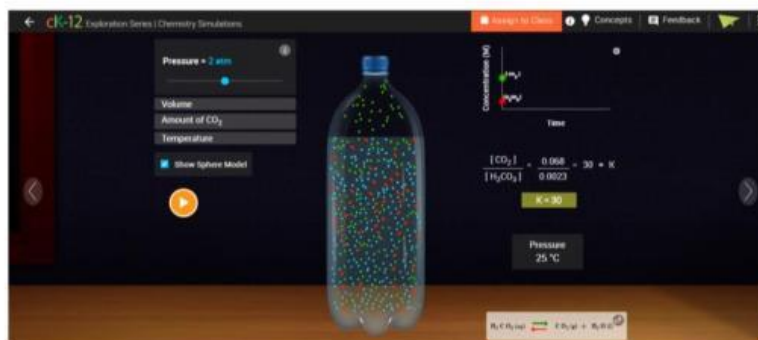 cK-12 Exploration Series | Chemistry Simulations
Assign to Class
Concepts
Feedback
Pressure = 2 atm
Volume
Amount of CO₂
Temperature
Show Sphere Model
Concentration (M)
Time
[CO₂] / [H₂CO₃] = 0.068 / 0.0023 = 30 = K
K = 30
Pressure
25 °C